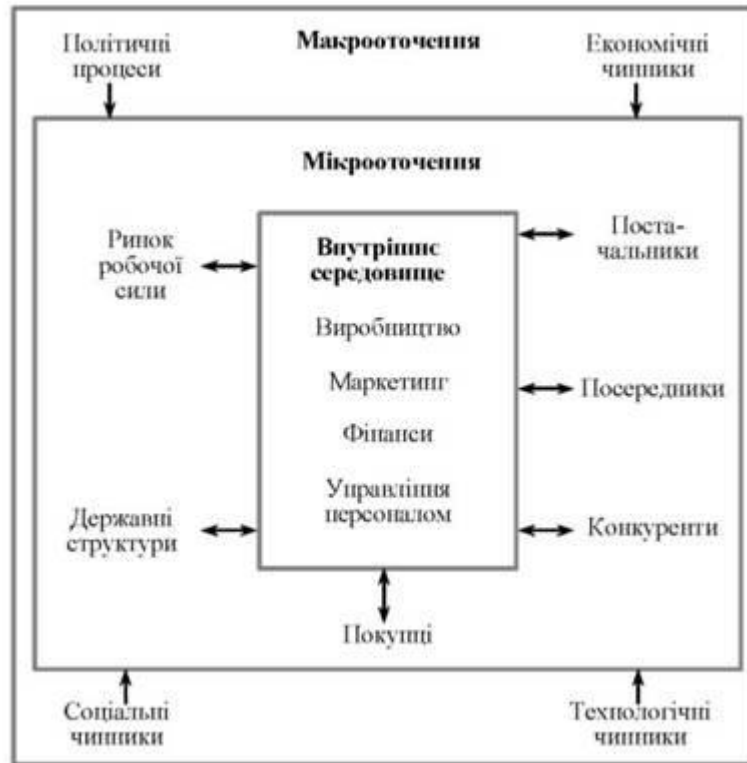 Політичні
процеси
Макрооточення
Економічні
чинники
Мікрооточення
Ринок
робочої
сили
Внутрішнє
середовище
Поста-
чальники
Виробництво
Маркетинг
Посередники
Фінанси
Управління
персоналом
Державні
структури
Конкуренти
Покупці
Соціальні
чинники
Технологічні
чинники